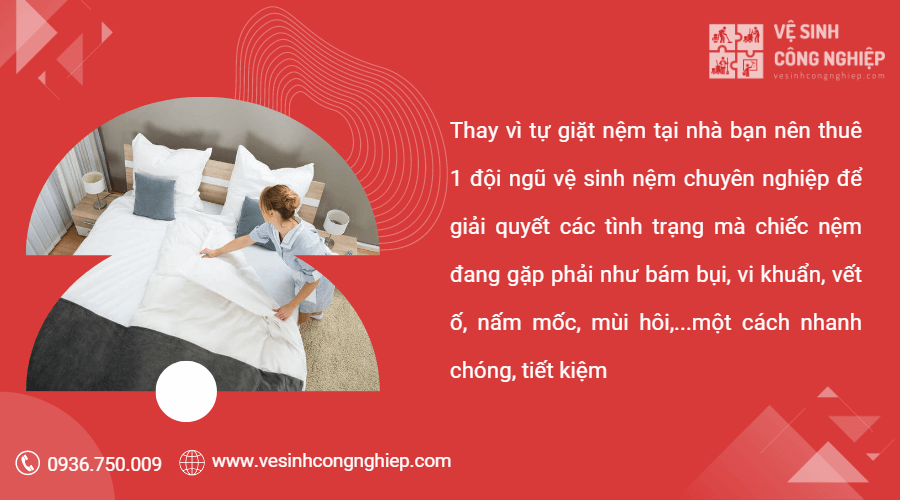 VỆ SINH
CÔNG NGHIỆP
vesinhcongnghiep.com
Thay vì tự giặt nệm tại nhà bạn nên thuê
1 đội ngũ vệ sinh nệm chuyên nghiệp để
giải quyết các tình trạng mà chiếc nệm
đang gặp phải như bám bụi, vi khuẩn, vết
ố, nấm mốc, mùi hôi,...một cách nhanh
chóng, tiết kiệm
0936.750.009
www.vesinhcongnghiep.com